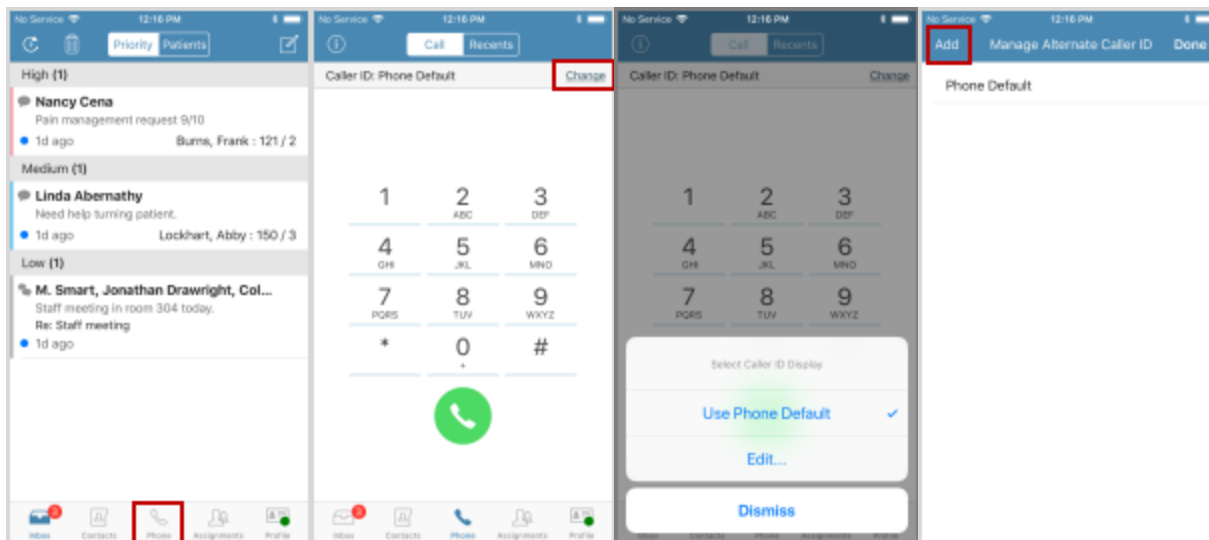 No Service 12:16 PM
Priority Patients
High (1)
Nancy Cena
Pain management request 9/10
1d ago Burns, Frank : 121 / 2
Medium (1)
Linda Abernathy
Need help turning patient.
1d ago Lockhart, Abby : 150 / 3
Low (1)
M. Smart, Jonathan Drawright, Col...
Staff meeting in room 304 today.
Re: Staff meeting
1d ago
3
Inbox Contacts Phone Assignments Profile
No Service 12:16 PM
Call Recents
Caller ID: Phone Default Change
1 2 3
ABC DEF
4 5 6
GHI JKL MNO
7 8 9
PQRS TUV WXYZ
* 0 #
+
3
Inbox Contacts Phone Assignments Profile
No Service 12:16 PM
Call Recents
Caller ID: Phone Default Change
1 2 3
ABC DEF
4 5 6
GHI JKL MNO
7 8 9
PQRS TUV WXYZ
Select Caller ID Display
Use Phone Default
Edit...
Dismiss
Inbox Contacts Phone Assignments Profile
No Service 12:16 PM
Add Manage Alternate Caller ID Done
Phone Default